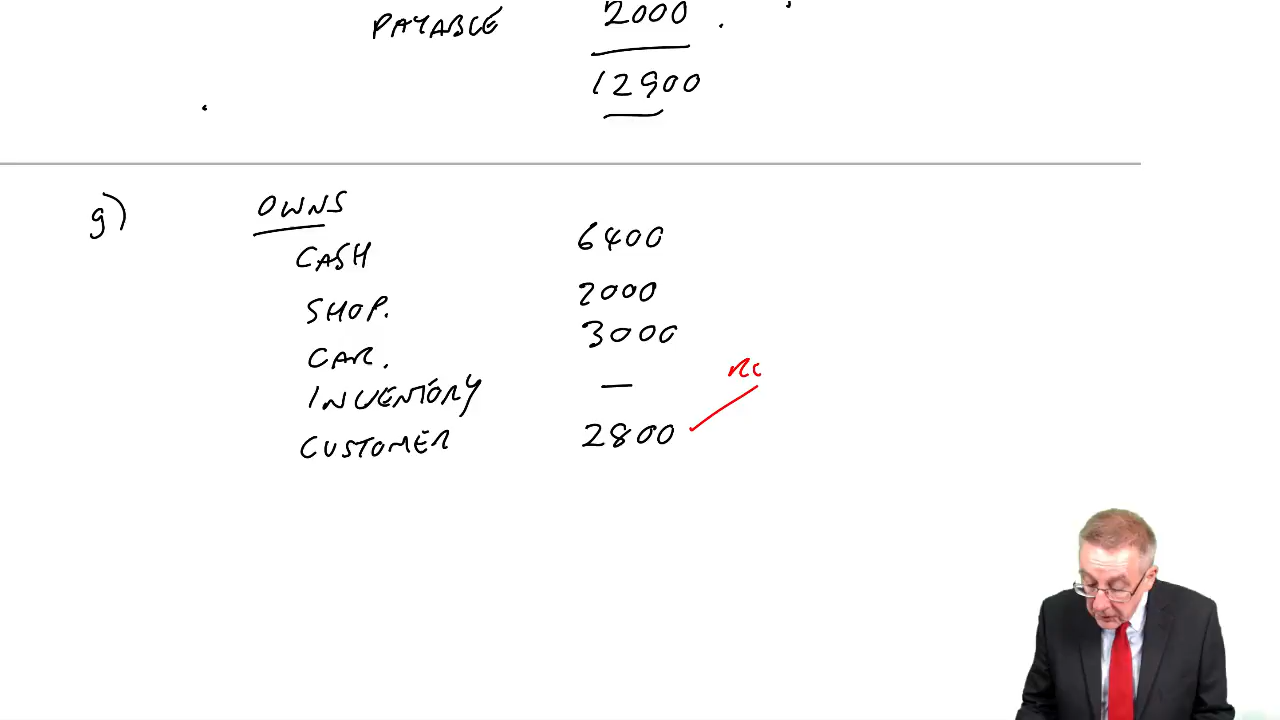 PAYABLE 2000
12900
g) OWNS
CASH 6400
SHOP. 2000
CAR. 3000
INVENTORY —
CUSTOMER 2800